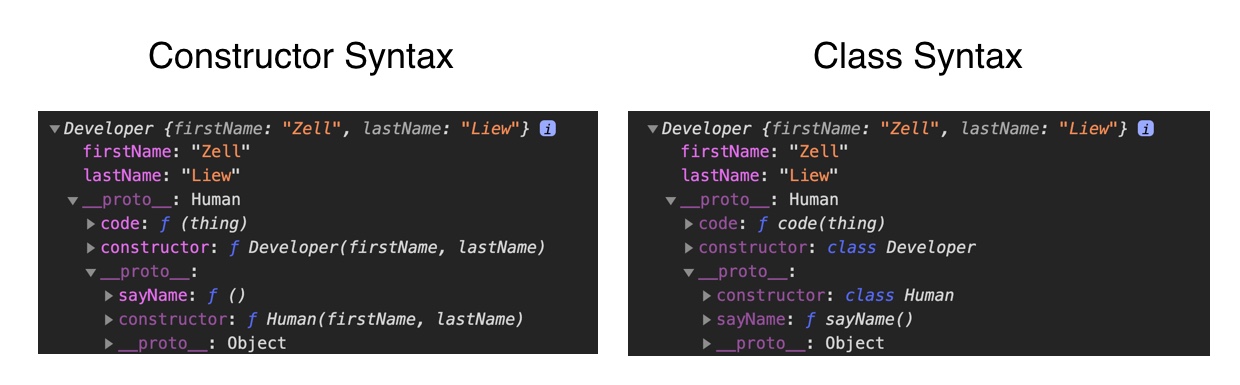 Constructor Syntax
Developer {firstName: "Zell", lastName: "Liew"} i
firstName: "Zell"
lastName: "Liew"
__proto__: Human
code: ƒ (thing)
constructor: ƒ Developer(firstName, lastName)
__proto__:
sayName: ƒ ()
constructor: ƒ Human(firstName, lastName)
__proto__: Object
Class Syntax
Developer {firstName: "Zell", lastName: "Liew"} i
firstName: "Zell"
lastName: "Liew"
__proto__: Human
code: ƒ code(thing)
constructor: class Developer
__proto__:
constructor: class Human
sayName: ƒ sayName()
__proto__: Object